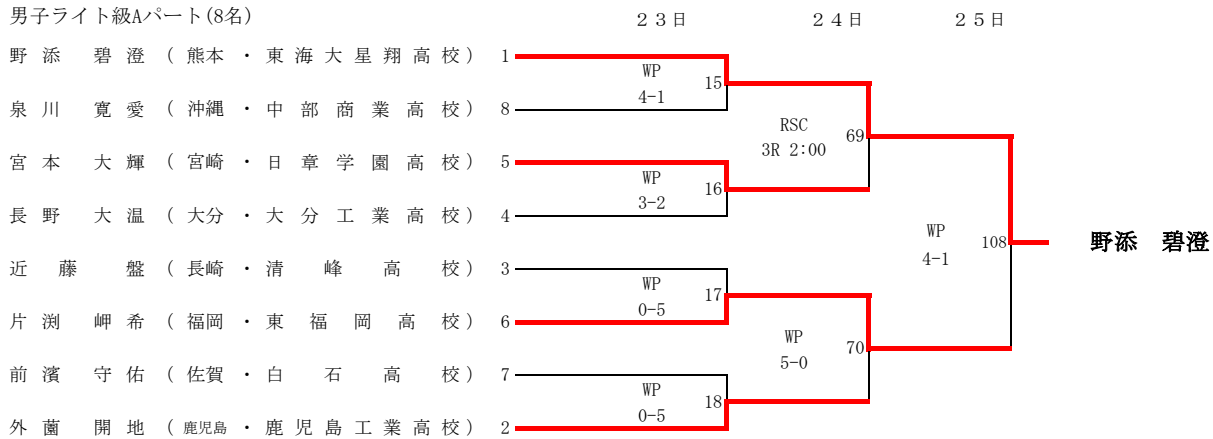 男子ライト級Aパート(8名) 23日 24日 25日
野添 碧澄 (熊本・東海大星翔高校) 1
WP
4-1
15
泉川 寛愛 (沖縄・中部商業高校) 8
RSC
3R 2:00
69
宮本 大輝 (宮崎・日章学園高校) 5
WP
3-2
16
長野 大温 (大分・大分工業高校) 4
WP
4-1
108
野添 碧澄
近藤 盤 (長崎・清峰高校) 3
WP
0-5
17
片渕 岬希 (福岡・東福岡高校) 6
WP
5-0
70
前濱 守佑 (佐賀・白石高校) 7
WP
0-5
18
外薗 開地 (鹿児島・鹿児島工業高校) 2